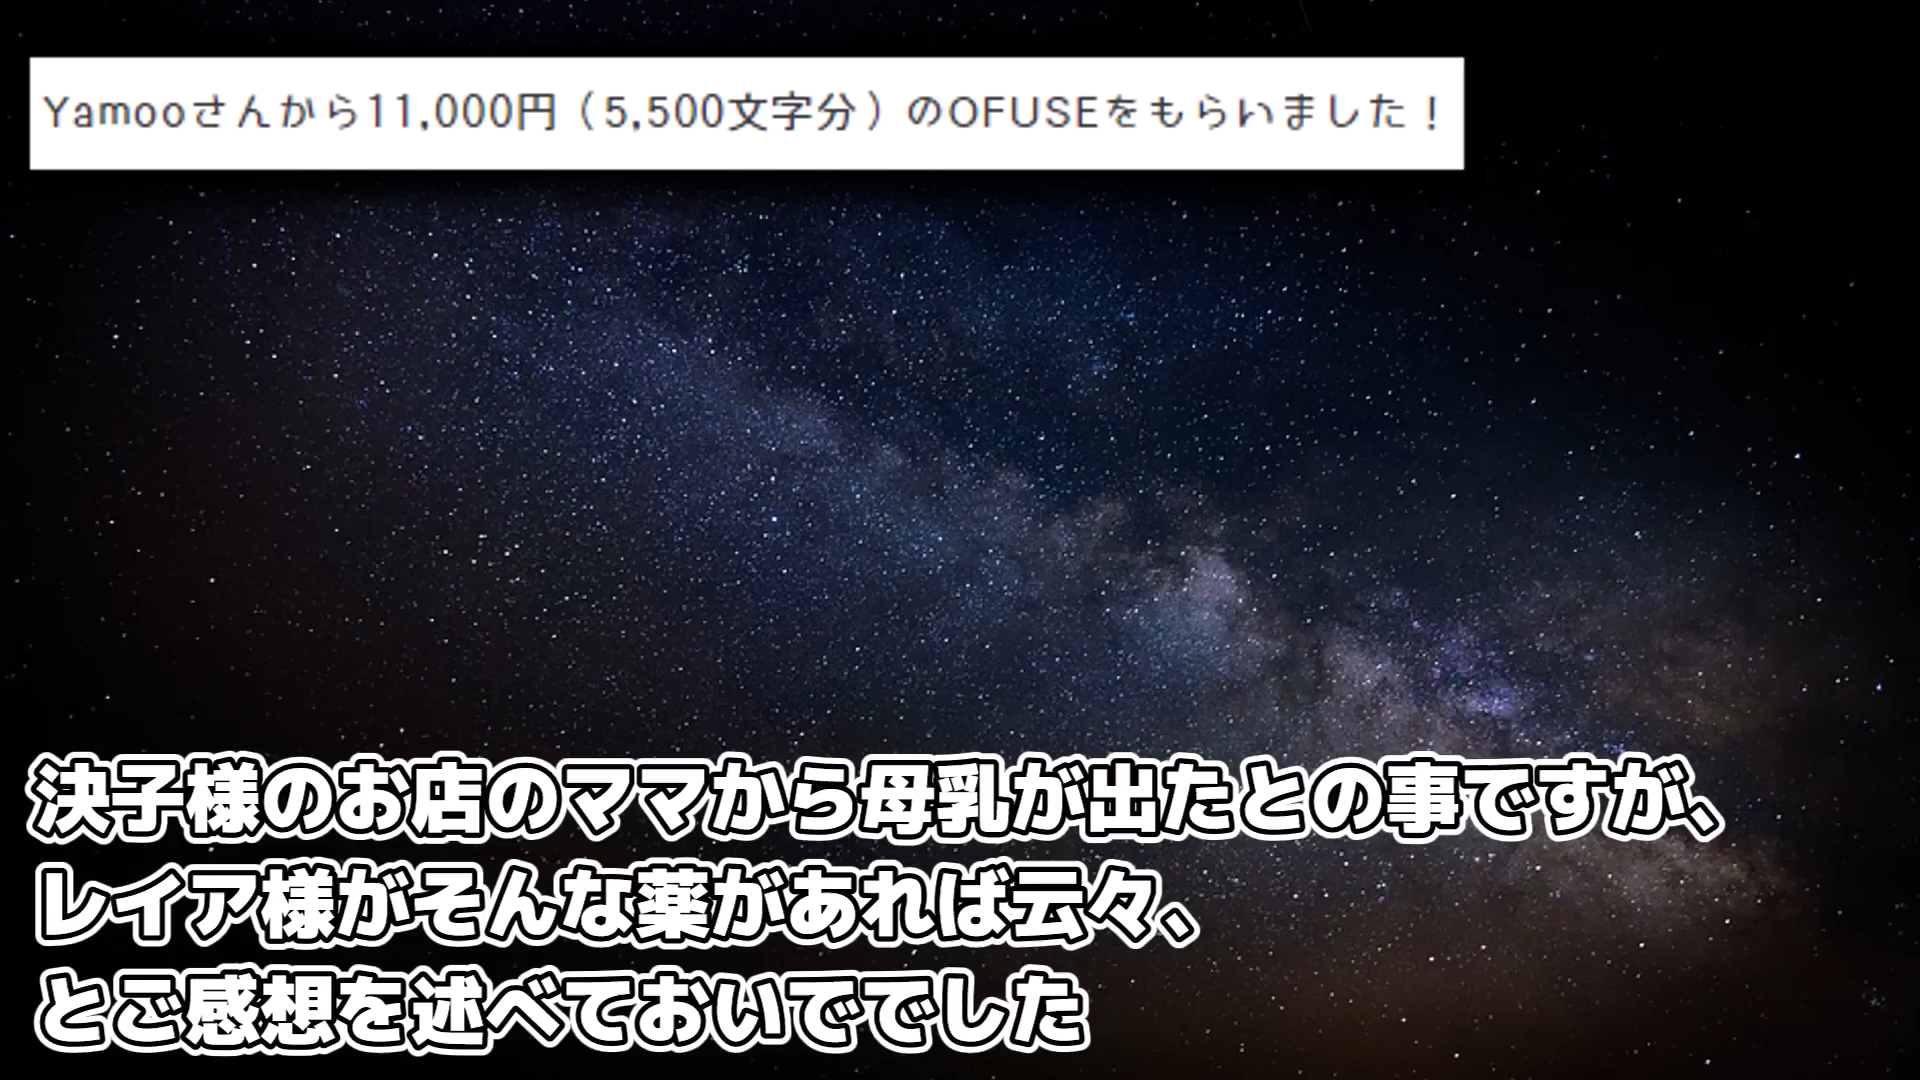 Yamooさんから11,000円（5,500文字分）のOFUSEをもらいました！
決子様のお店のママから母乳が出たとの事ですが、
レイア様がそんな薬があれば云々、
とご感想を述べておいででした